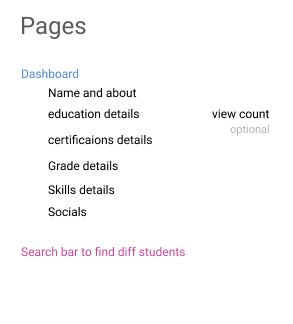 Pages
Dashboard
Name and about
education details
view count
optional
certificaions details
Grade details
Skills details
Socials
Search bar to find diff students